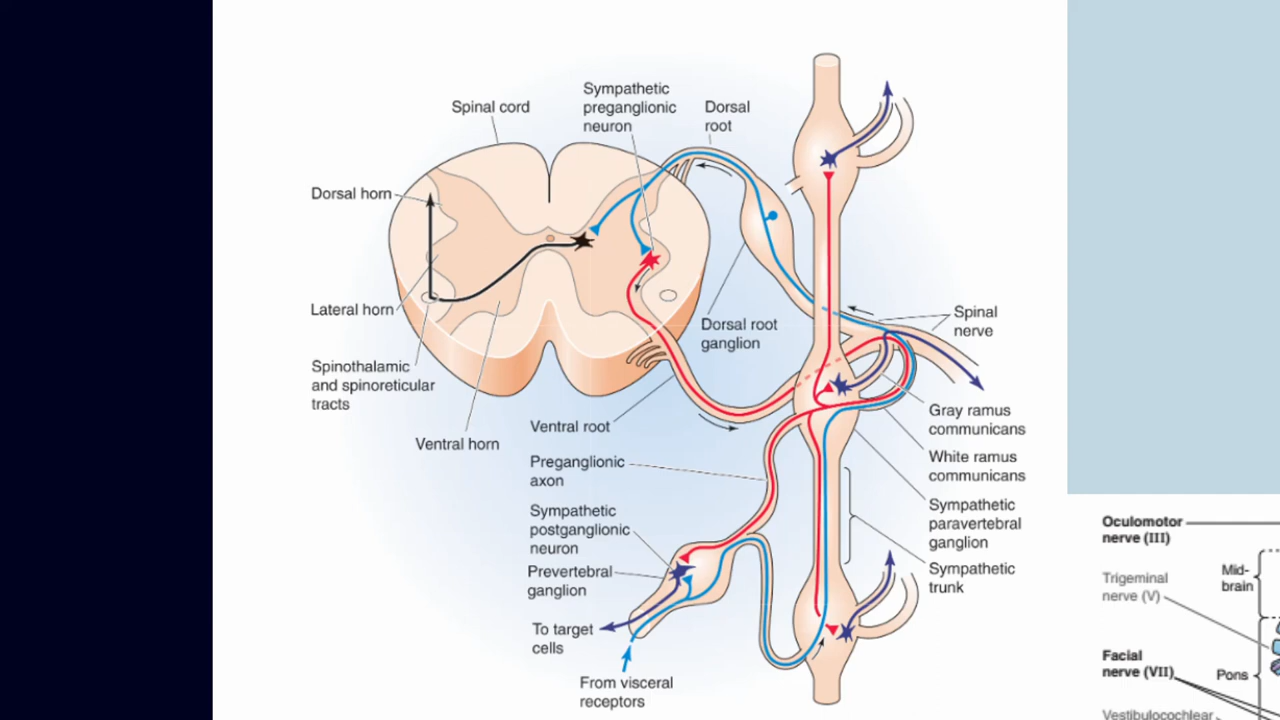 Sympathetic
preganglionic
neuron
Spinal cord
Dorsal
root
Dorsal horn
Lateral horn
Spinothalamic
and spinoreticular
tracts
Ventral horn
Dorsal root
ganglion
Spinal
nerve
Ventral root
Gray ramus
communicans
Preganglionic
axon
White ramus
communicans
Sympathetic
postganglionic
neuron
Sympathetic
paravertebral
ganglion
Prevertebral
ganglion
Sympathetic
trunk
To target
cells
From visceral
receptors
Oculomotor
nerve (III)
Mid-
brain
Trigeminal
nerve (V)
Facial
nerve (VII)
Pons
Vestibulocochlear